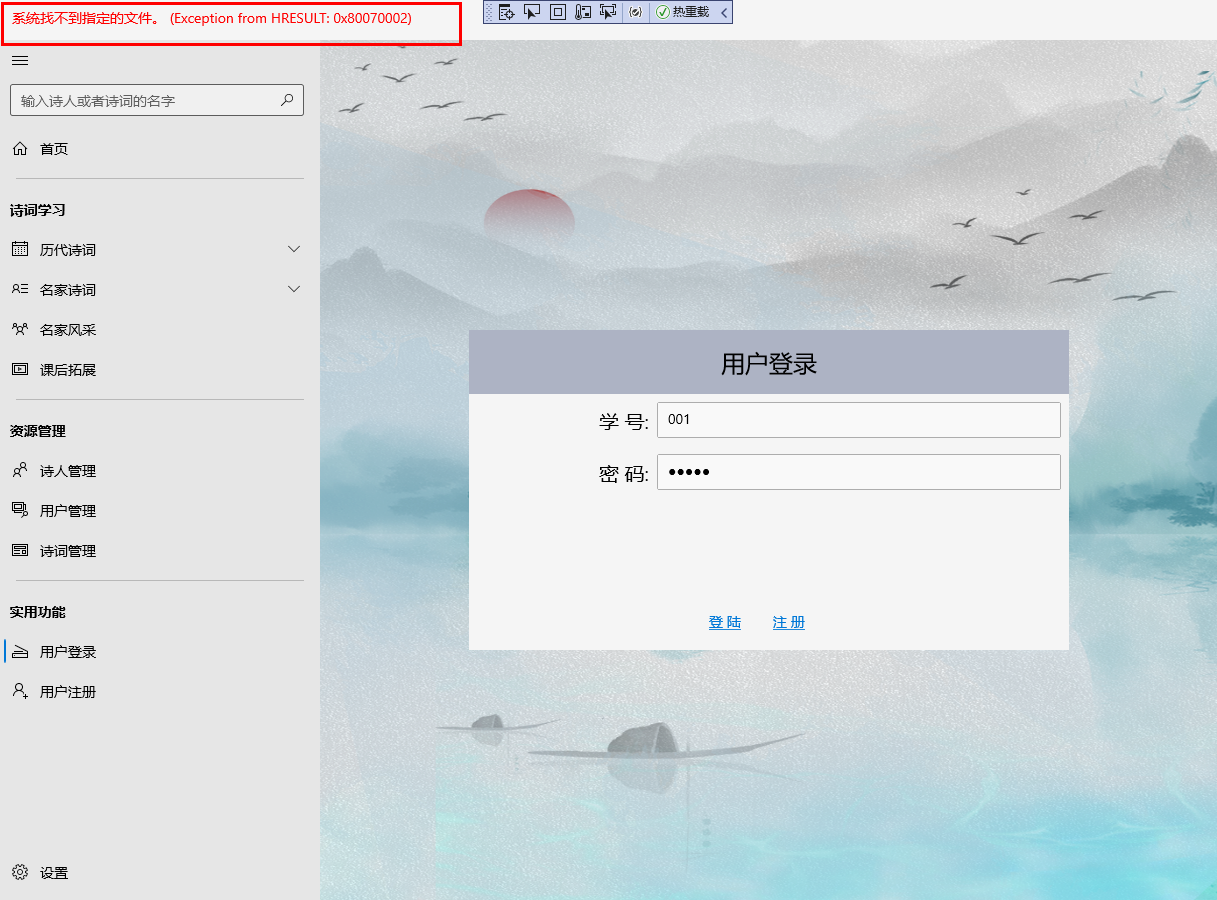 系统找不到指定的文件。 (Exception from HRESULT: 0x80070002)
热重载
输入诗人或者诗词的名字
首页
诗词学习
历代诗词
名家诗词
名家风采
课后拓展
资源管理
诗人管理
用户管理
诗词管理
实用功能
用户登录
用户注册
设置
用户登录
学 号: 001
密 码: •••••
登 陆 注 册